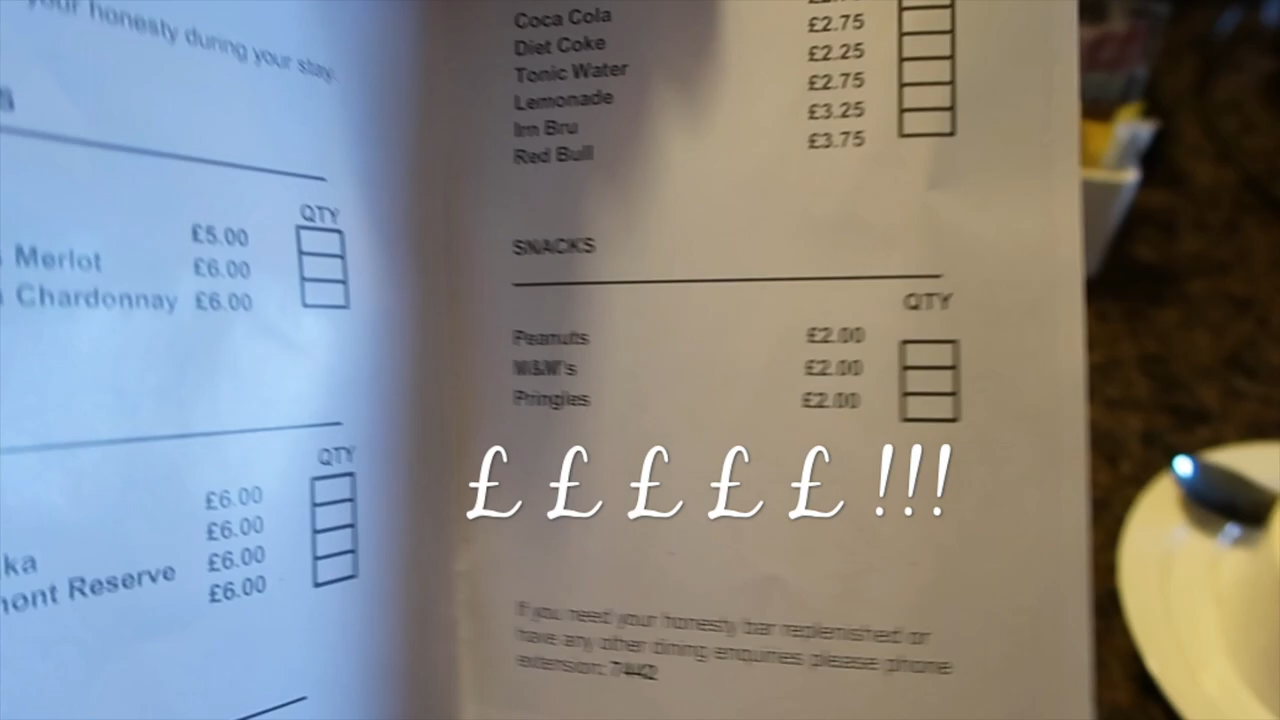 your honesty during your stay.
QTY
£5.00
Merlot £6.00
Chardonnay £6.00
QTY
£6.00
£6.00
ka £6.00
mont Reserve £6.00
Coca Cola
Diet Coke £2.75
Tonic Water £2.25
Lemonade £2.75
Irn Bru £3.25
Red Bull £3.75
SNACKS
QTY
Peanuts £2.00
M&M's £2.00
Pringles £2.00
£ £ £ £ £ !!!
If you need your honesty bar replenished or
have any other dining enquiries please phone
extension: 7442